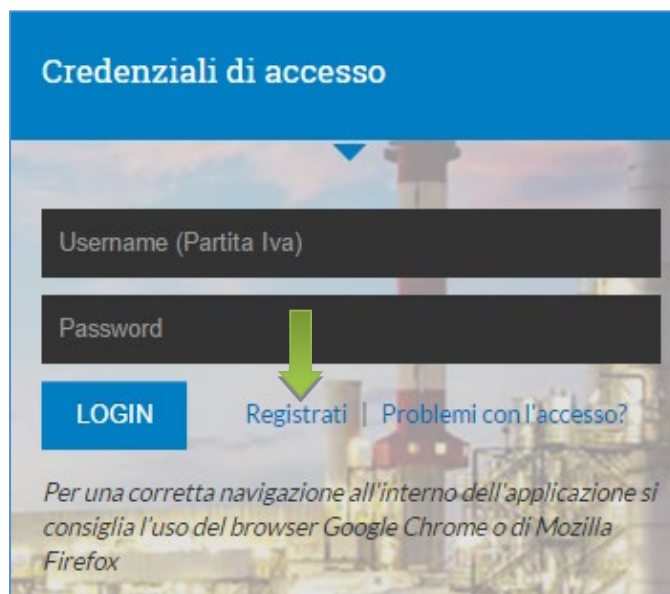 Credenziali di accesso
Username (Partita Iva)
Password
LOGIN
Registrati | Problemi con l'accesso?
Per una corretta navigazione all'interno dell'applicazione si
consiglia l'uso del browser Google Chrome o di Mozilla
Firefox